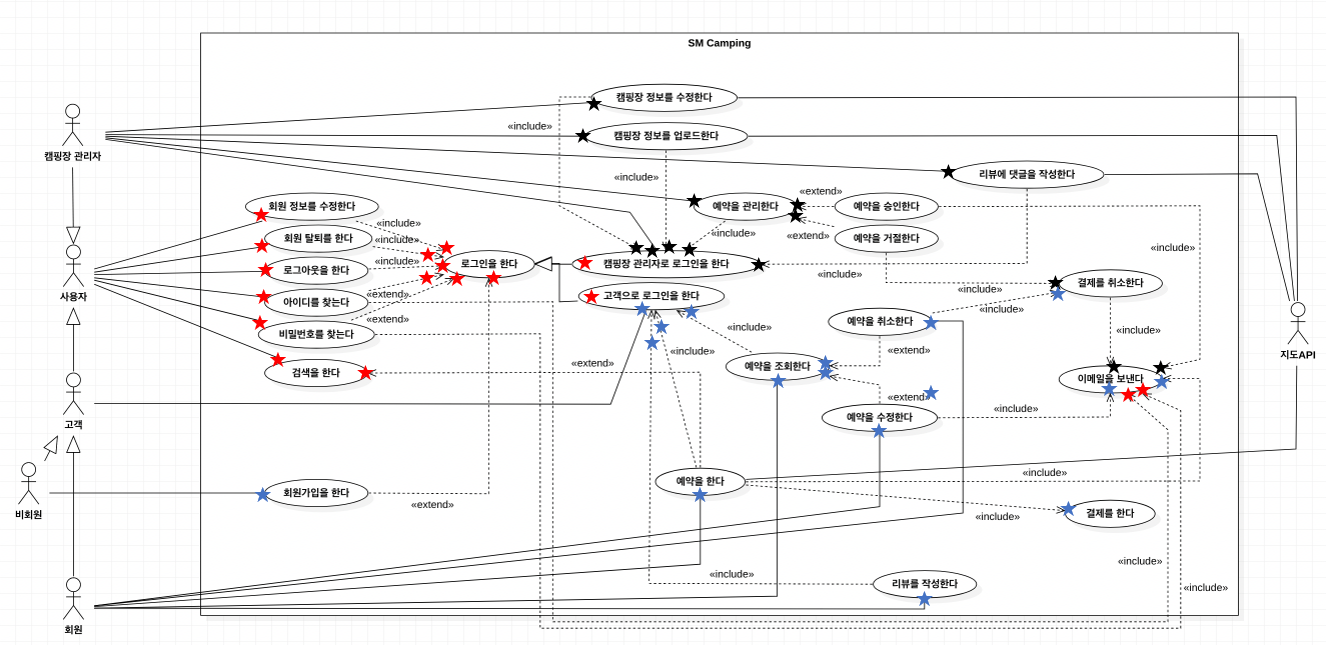 SM Camping
캠핑장 정보를 수정한다
«include»
캠핑장 정보를 업로드한다
캠핑장 관리자
«include»
리뷰에 댓글을 작성한다
«extend»
회원 정보를 수정한다
예약을 관리한다
예약을 승인한다
«include»
«include»
«extend»
회원 탈퇴를 한다
«include»
예약을 거절한다
«include»
«include»
로그아웃을 한다
로그인을 한다
캠핑장 관리자로 로그인을 한다
«include»
결제를 취소한다
사용자
아이디를 찾는다
«extend»
고객으로 로그인을 한다
«include»
«include»
비밀번호를 찾는다
«extend»
예약을 취소한다
«include»
«include»
지도API
«include»
«extend»
검색을 한다
«extend»
예약을 조회한다
이메일을 보낸다
«extend»
«include»
예약을 수정한다
고객
«include»
예약을 한다
회원가입을 한다
«extend»
비회원
«include»
결제를 한다
«include»
«include»
리뷰를 작성한다
«include»
회원